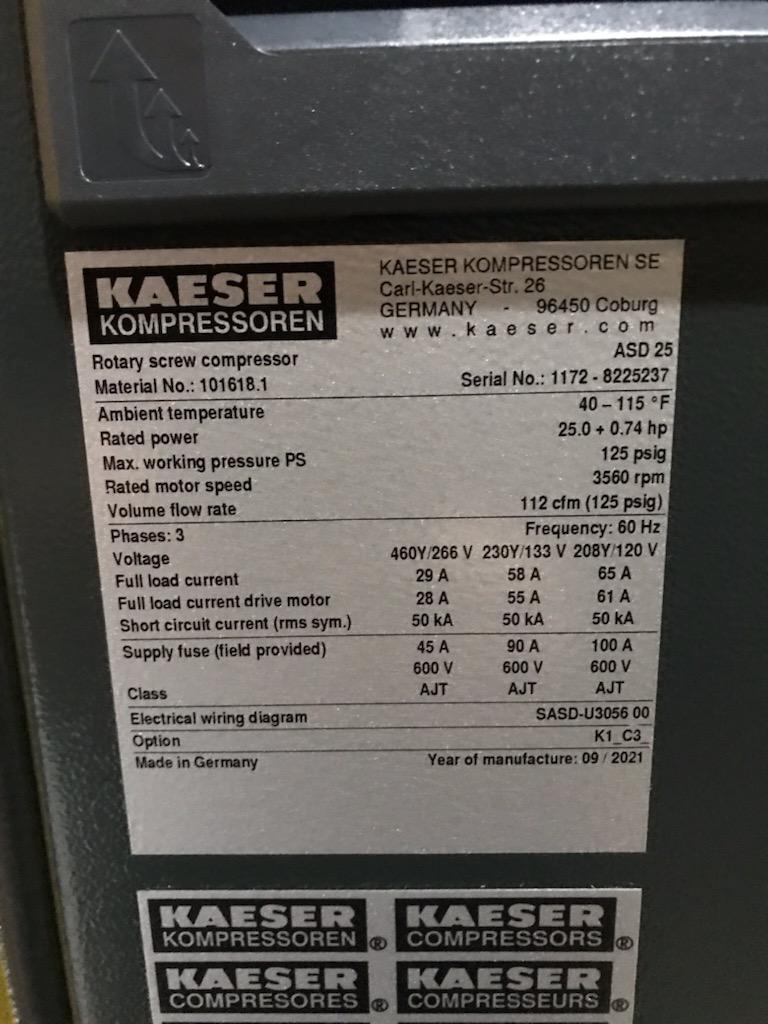 KAESER
KOMPRESSOREN
KAESER KOMPRESSOREN SE
Carl-Kaeser-Str. 26
GERMANY - 96450 Coburg
www.kaeser.com
Rotary screw compressor ASD 25
Material No.: 101618.1 Serial No.: 1172 - 8225237
Ambient temperature 40 – 115 °F
Rated power 25.0 + 0.74 hp
Max. working pressure PS 125 psig
Rated motor speed 3560 rpm
Volume flow rate 112 cfm (125 psig)
Phases: 3 Frequency: 60 Hz
Voltage 460Y/266 V 230Y/133 V 208Y/120 V
Full load current 29 A 58 A 65 A
Full load current drive motor 28 A 55 A 61 A
Short circuit current (rms sym.) 50 kA 50 kA 50 kA
Supply fuse (field provided) 45 A 90 A 100 A
600 V 600 V 600 V
Class AJT AJT AJT
Electrical wiring diagram SASD-U3056 00
Option K1_C3_
Made in Germany Year of manufacture: 09 / 2021
KAESER KAESER
KOMPRESSOREN ® COMPRESSORS ®
KAESER KAESER
COMPRESORES ® COMPRESSEURS ®